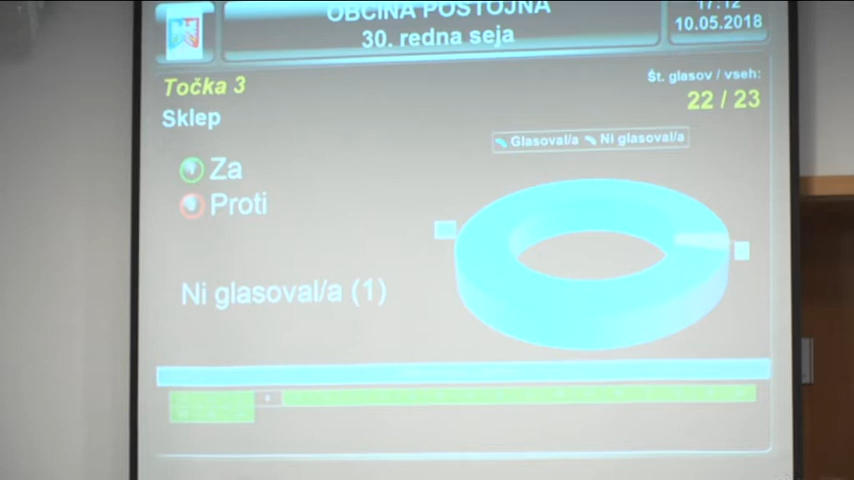 OBČINA POSTOJNA
30. redna seja
17:12
10.05.2018
Točka 3
Sklep
Št. glasov / vseh:
22 / 23
Glasoval/a Ni glasoval/a
Za
Proti
Ni glasoval/a (1)